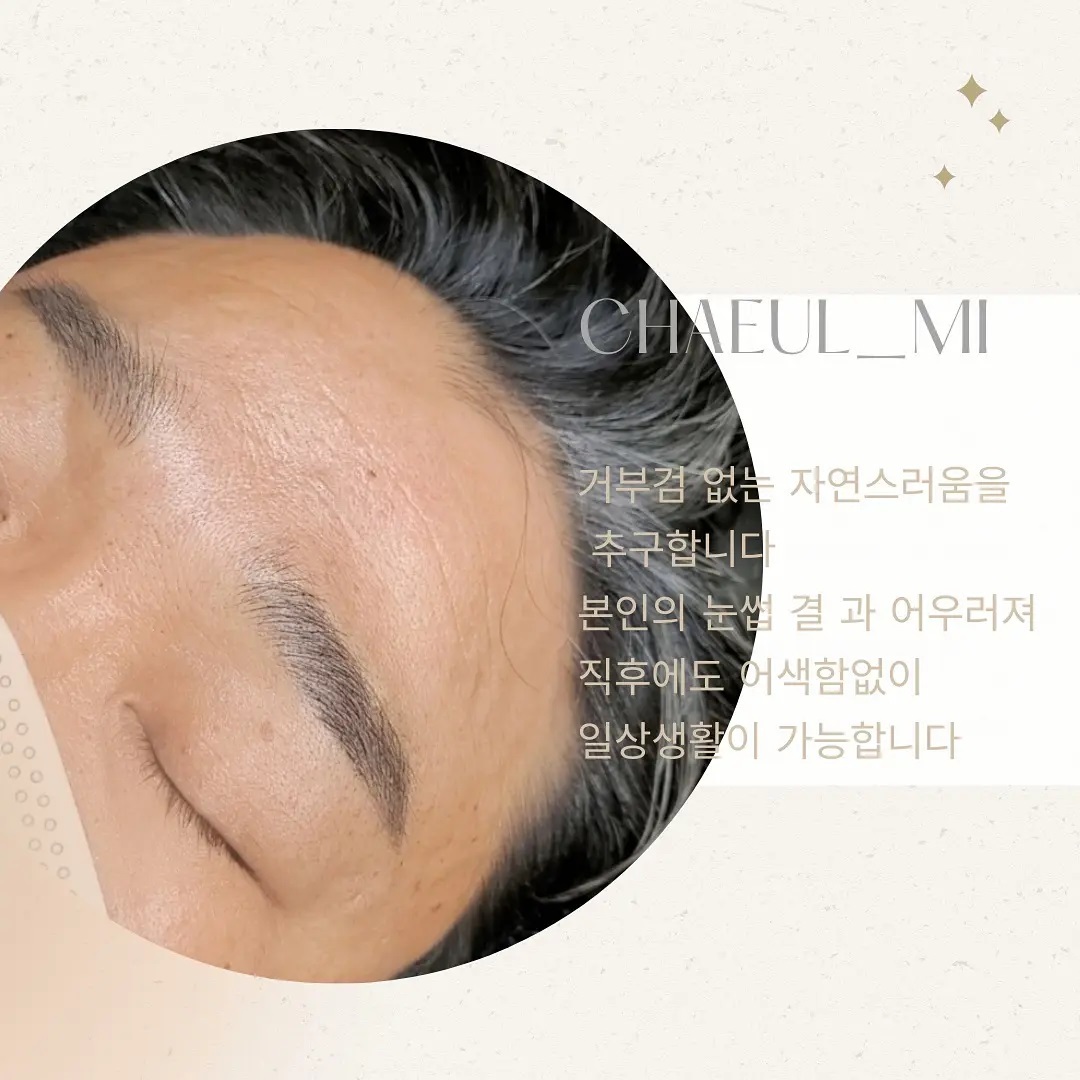 CHAEUL_MI
거부검 없는 자연스러움을
추구합니다
본인의 눈썹 결 과 어우러져
직후에도 어색함없이
일상생활이 가능합니다